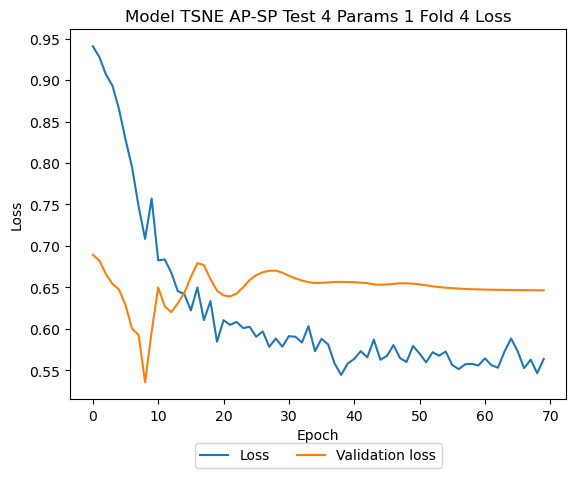 Model TSNE AP-SP Test 4 Params 1 Fold 4 Loss
0.95
0.90
0.85
0.80
0.75
0.70
0.65
0.60
0.55
Loss
0 10 20 30 40 50 60 70
Epoch
Loss Validation loss